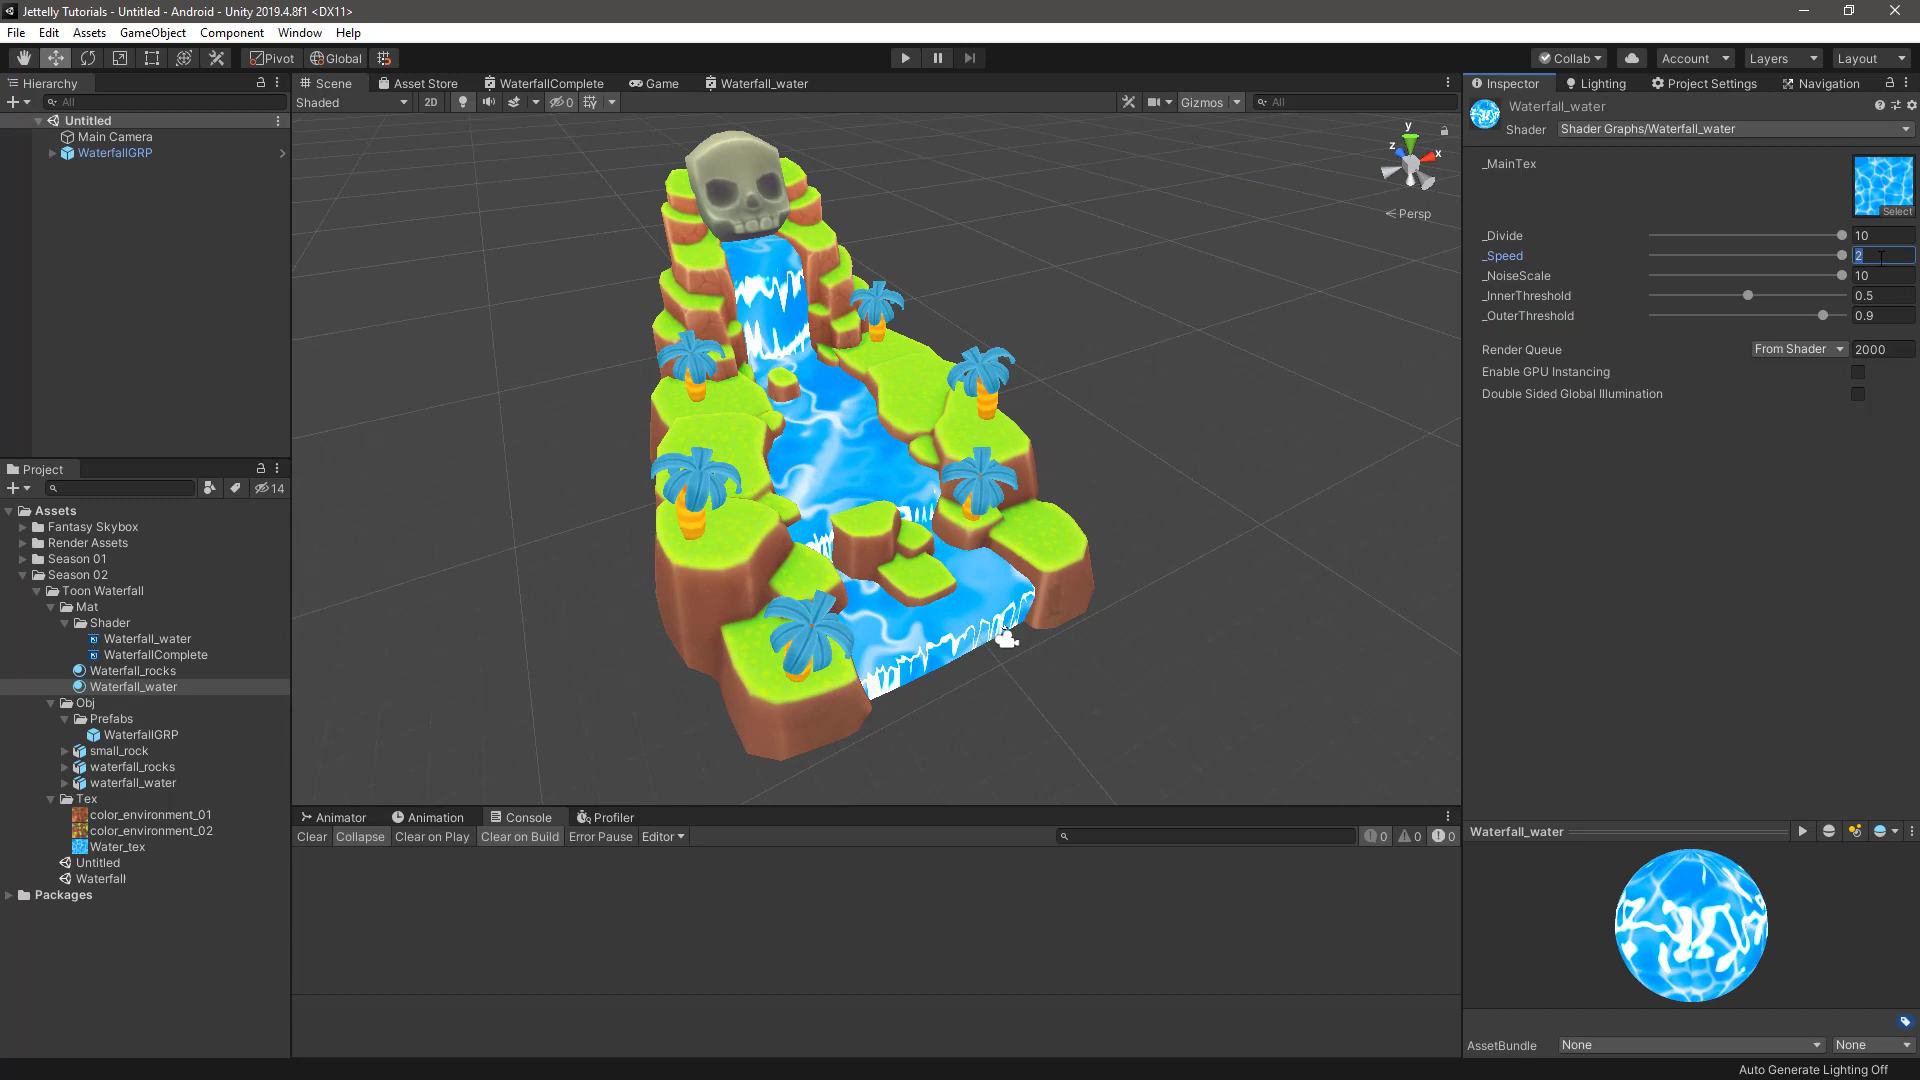 Jettelly Tutorials - Untitled - Android - Unity 2019.4.8f1 <DX11>
File Edit Assets GameObject Component Window Help
Pivot Global Collab Account Layers Layout
Hierarchy
All
Untitled
Main Camera
WaterfallGRP
Scene Asset Store WaterfallComplete Game Waterfall_water
Shaded 2D 0 Gizmos All
y
z x
Persp
Inspector Lighting Project Settings Navigation
Waterfall_water
Shader Shader Graphs/Waterfall_water
_MainTex
Select
_Divide 10
_Speed 2
_NoiseScale 10
_InnerThreshold 0.5
_OuterThreshold 0.9
Render Queue From Shader 2000
Enable GPU Instancing
Double Sided Global Illumination
Project
14
Assets
Fantasy Skybox
Render Assets
Season 01
Season 02
Toon Waterfall
Mat
Shader
Waterfall_water
WaterfallComplete
Waterfall_rocks
Waterfall_water
Obj
Prefabs
WaterfallGRP
small_rock
waterfall_rocks
waterfall_water
Tex
color_environment_01
color_environment_02
Water_tex
Untitled
Waterfall
Packages
Animator Animation Console Profiler
Clear Collapse Clear on Play Clear on Build Error Pause Editor 0 0 0
Waterfall_water
AssetBundle None None
Auto Generate Lighting Off